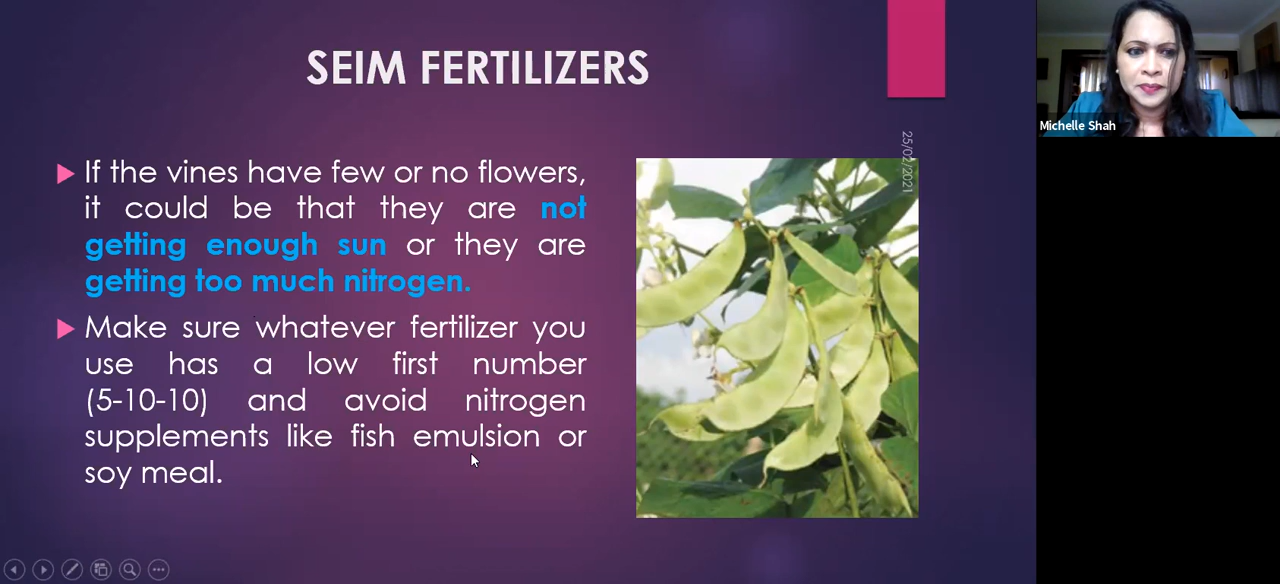 SEIM FERTILIZERS
25/02/2021
If the vines have few or no flowers,
it could be that they are not
getting enough sun or they are
getting too much nitrogen.
Make sure whatever fertilizer you
use has a low first number
(5-10-10) and avoid nitrogen
supplements like fish emulsion or
soy meal.
Michelle Shah